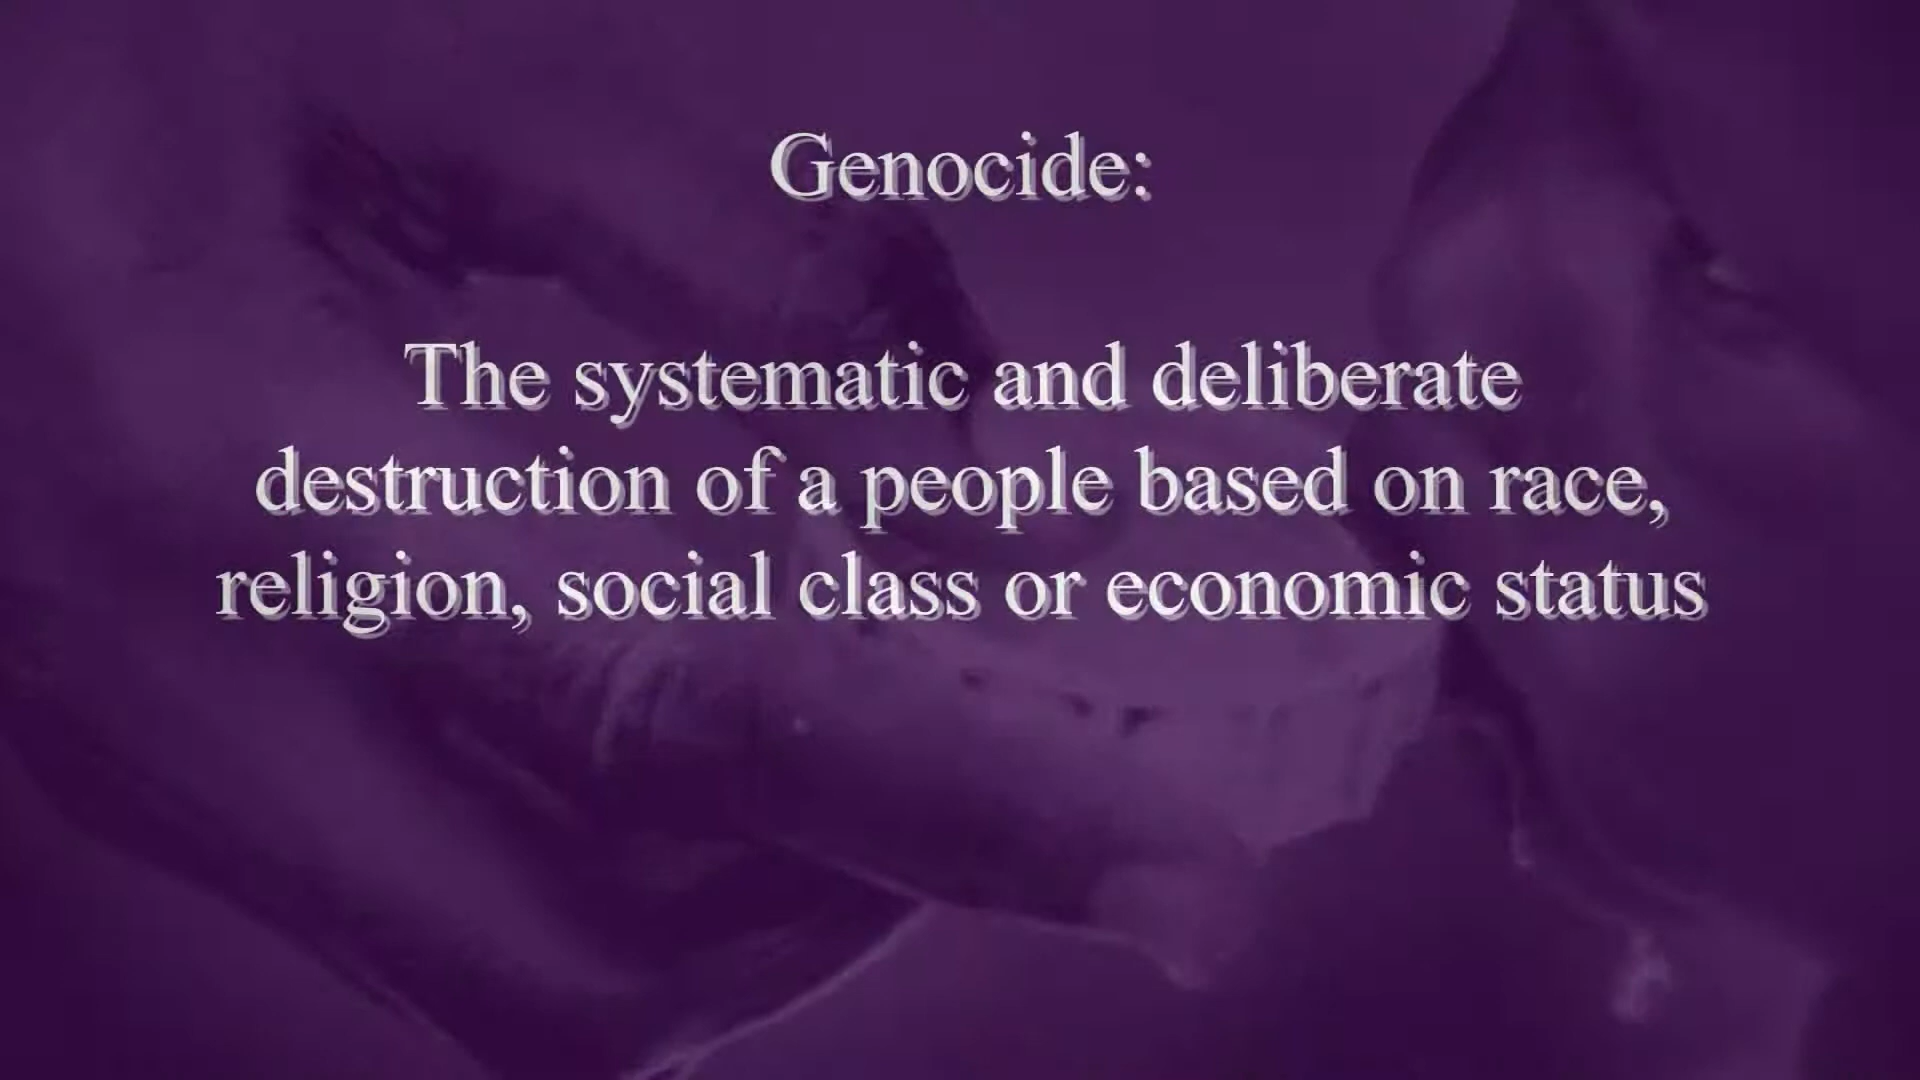 Genocide:
The systematic and deliberate
destruction of a people based on race,
religion, social class or economic status